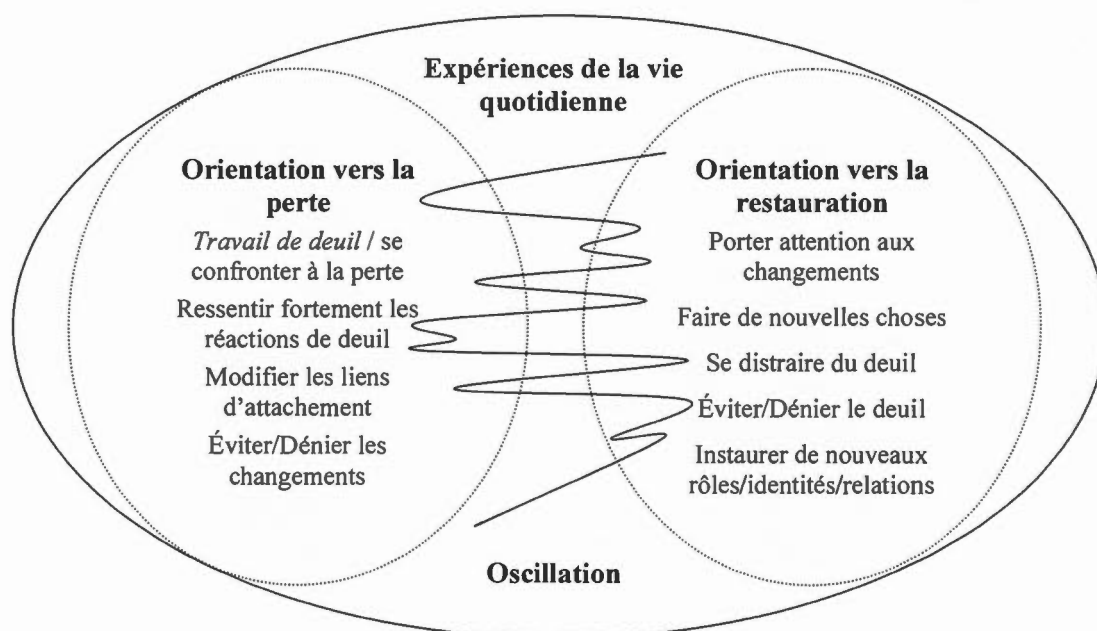 Expériences de la vie
quotidienne
Orientation vers la
perte
Travail de deuil / se
confronter à la perte
Ressentir fortement les
réactions de deuil
Modifier les liens
d'attachement
Éviter/Dénier les
changements
Orientation vers la
restauration
Porter attention aux
changements
Faire de nouvelles choses
Se distraire du deuil
Éviter/Dénier le deuil
Instaurer de nouveaux
rôles/identités/relations
Oscillation